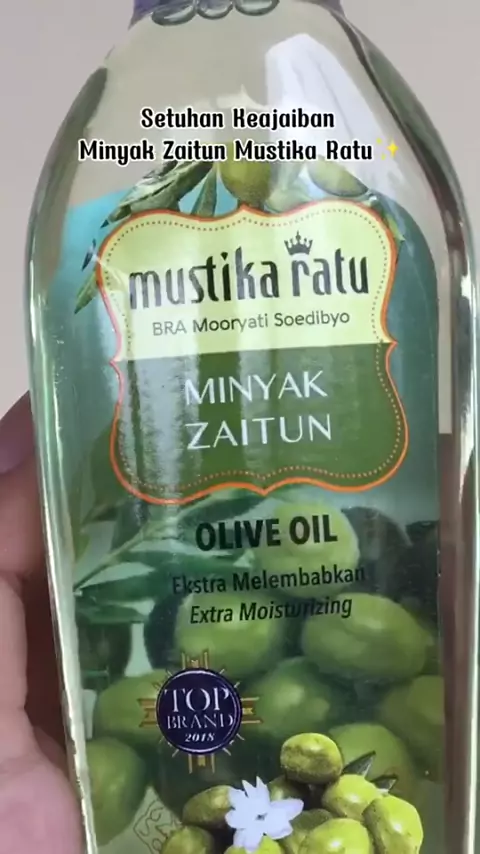 Setuhan Keajaiban
Minyak Zaitun Mustika Ratu✨
mustika ratu
BRA Mooryati Soedibyo
MINYAK
ZAITUN
OLIVE OIL
Ekstra Melembabkan
Extra Moisturizing
TOP
BRAND
2018